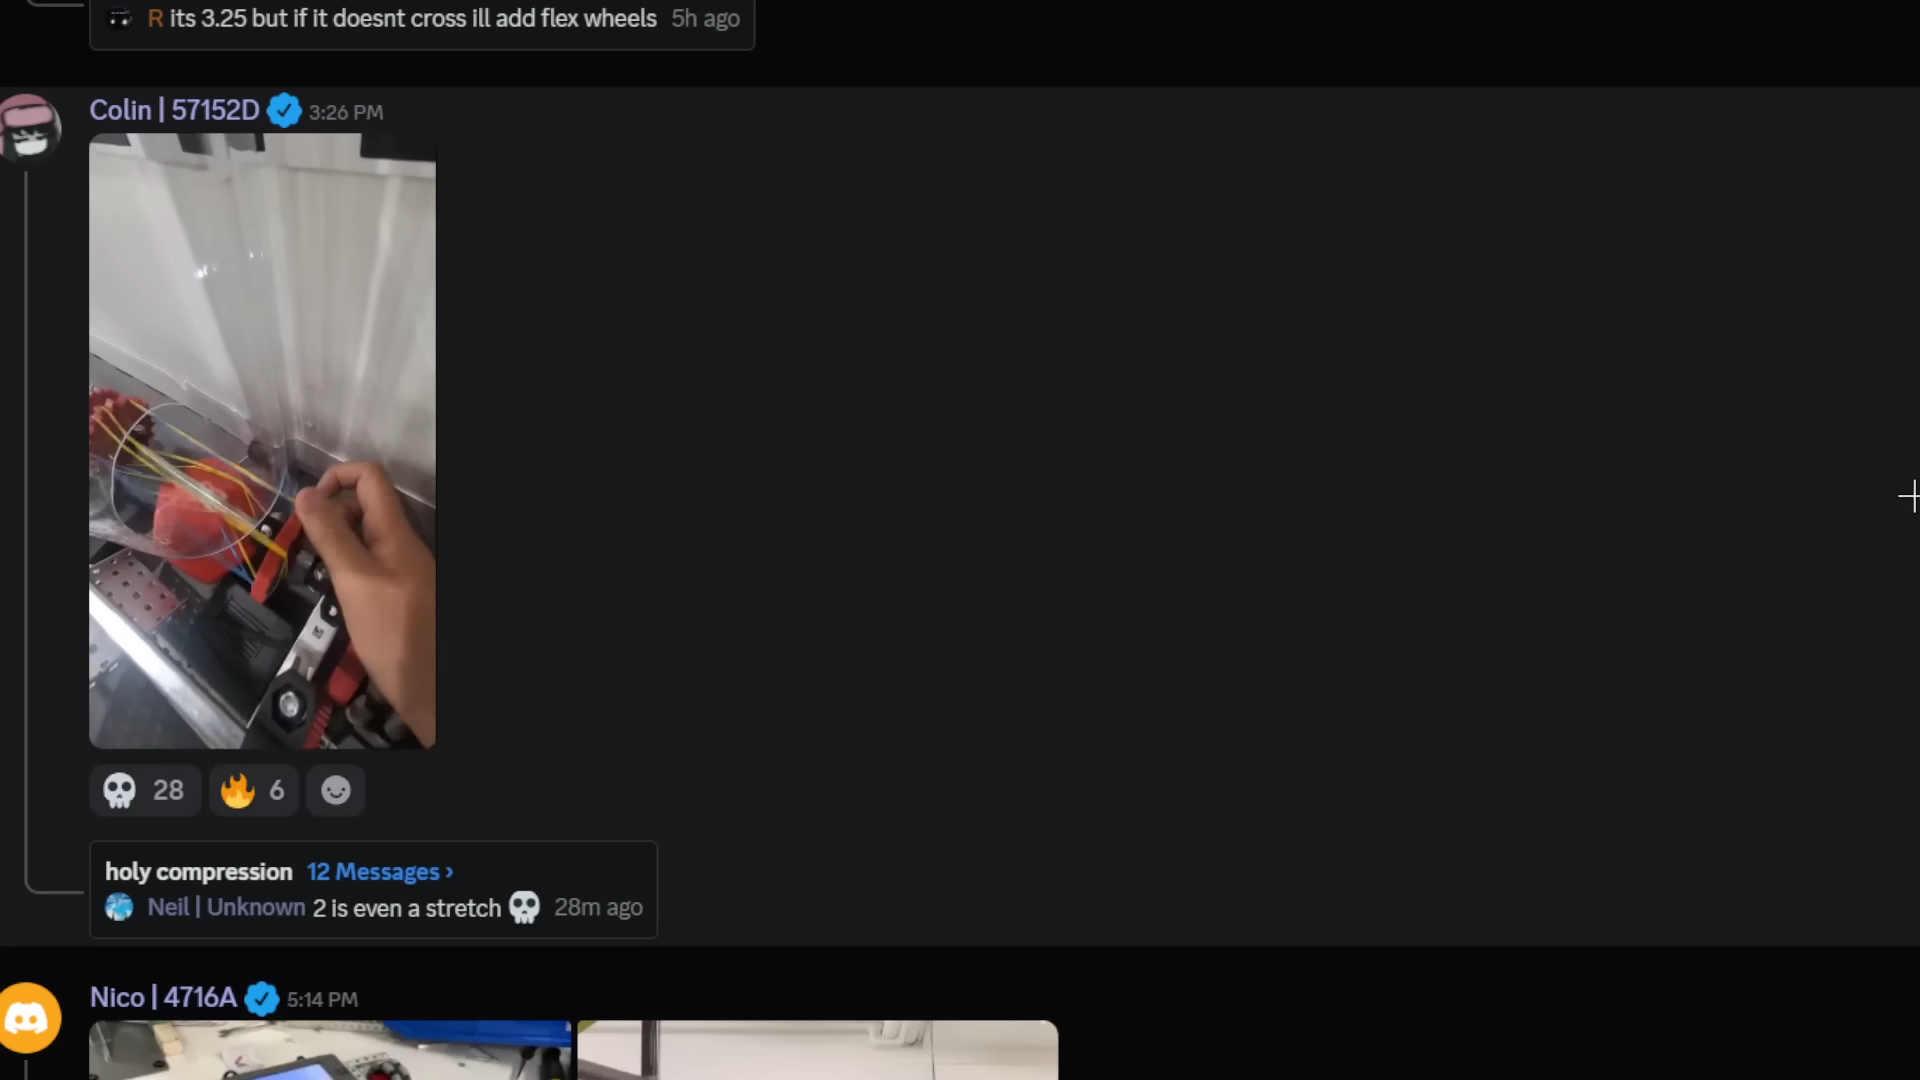 R its 3.25 but if it doesnt cross ill add flex wheels 5h ago
Colin | 57152D 3:26 PM
28 6
holy compression 12 Messages ›
Neil | Unknown 2 is even a stretch 28m ago
Nico | 4716A 5:14 PM